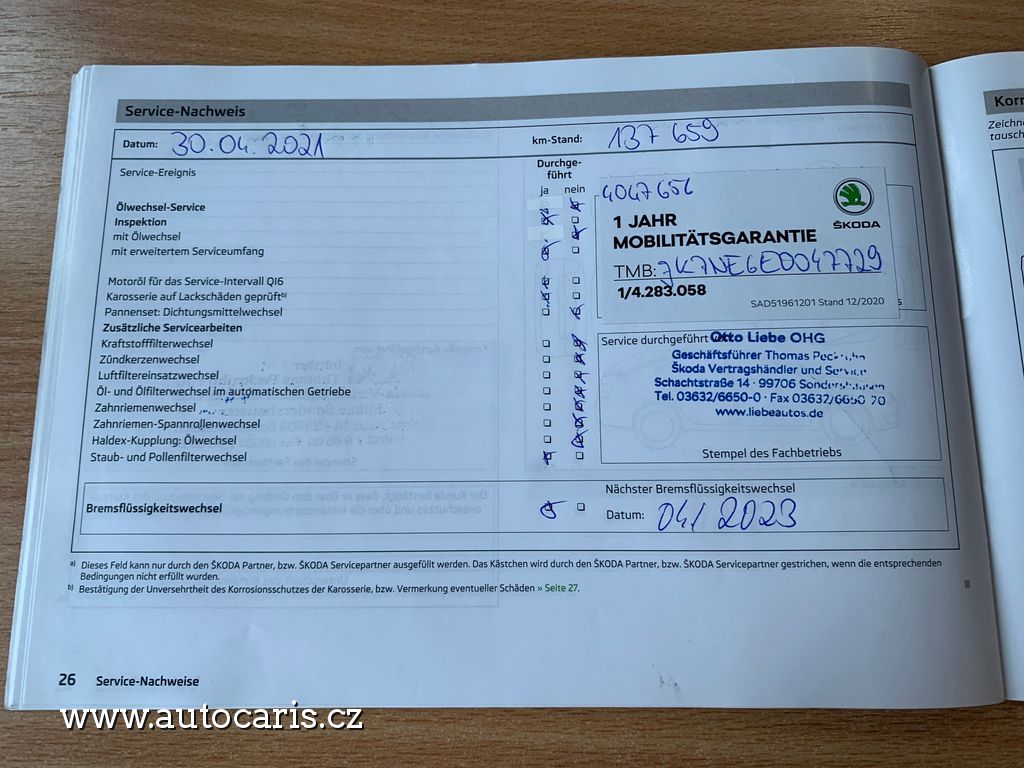 Service-Nachweis
Datum: 30.04.2021
km-Stand: 137 659
Service-Ereignis
Durchge-
führt
ja nein
Ölwechsel-Service
Inspektion
mit Ölwechsel
mit erweitertem Serviceumfang
Motoröl für das Service-Intervall QI6
Karosserie auf Lackschäden geprüft b)
Pannenset: Dichtungsmittelwechsel
Zusätzliche Servicearbeiten
Kraftstofffilterwechsel
Zündkerzenwechsel
Luftfiltereinsatzwechsel
Öl- und Ölfilterwechsel im automatischen Getriebe
Zahnriemenwechsel
Zahnriemen-Spannrollenwechsel
Haldex-Kupplung: Ölwechsel
Staub- und Pollenfilterwechsel
4047656
ŠKODA
1 JAHR
MOBILITÄTSGARANTIE
TMB: JK7NE6E0047729
1/4.283.058
SAD51961201 Stand 12/2020
Service durchgeführt
Otto Liebe OHG
Geschäftsführer Thomas
Škoda Vertragshändler und Service
Schachtstraße 14 · 99706 Sondershausen
Tel. 03632/6650-0 · Fax 03632/6650 20
www.liebeautos.de
Stempel des Fachbetriebs
Bremsflüssigkeitswechsel
Nächster Bremsflüssigkeitswechsel
Datum: 04/ 2023
a) Dieses Feld kann nur durch den ŠKODA Partner, bzw. ŠKODA Servicepartner ausgefüllt werden. Das Kästchen wird durch den ŠKODA Partner, bzw. ŠKODA Servicepartner gestrichen, wenn die entsprechenden
Bedingungen nicht erfüllt wurden.
b) Bestätigung der Unversehrtheit des Korrosionsschutzes der Karosserie, bzw. Vermerkung eventueller Schäden » Seite 27.
26 Service-Nachweise
www.autocaris.cz